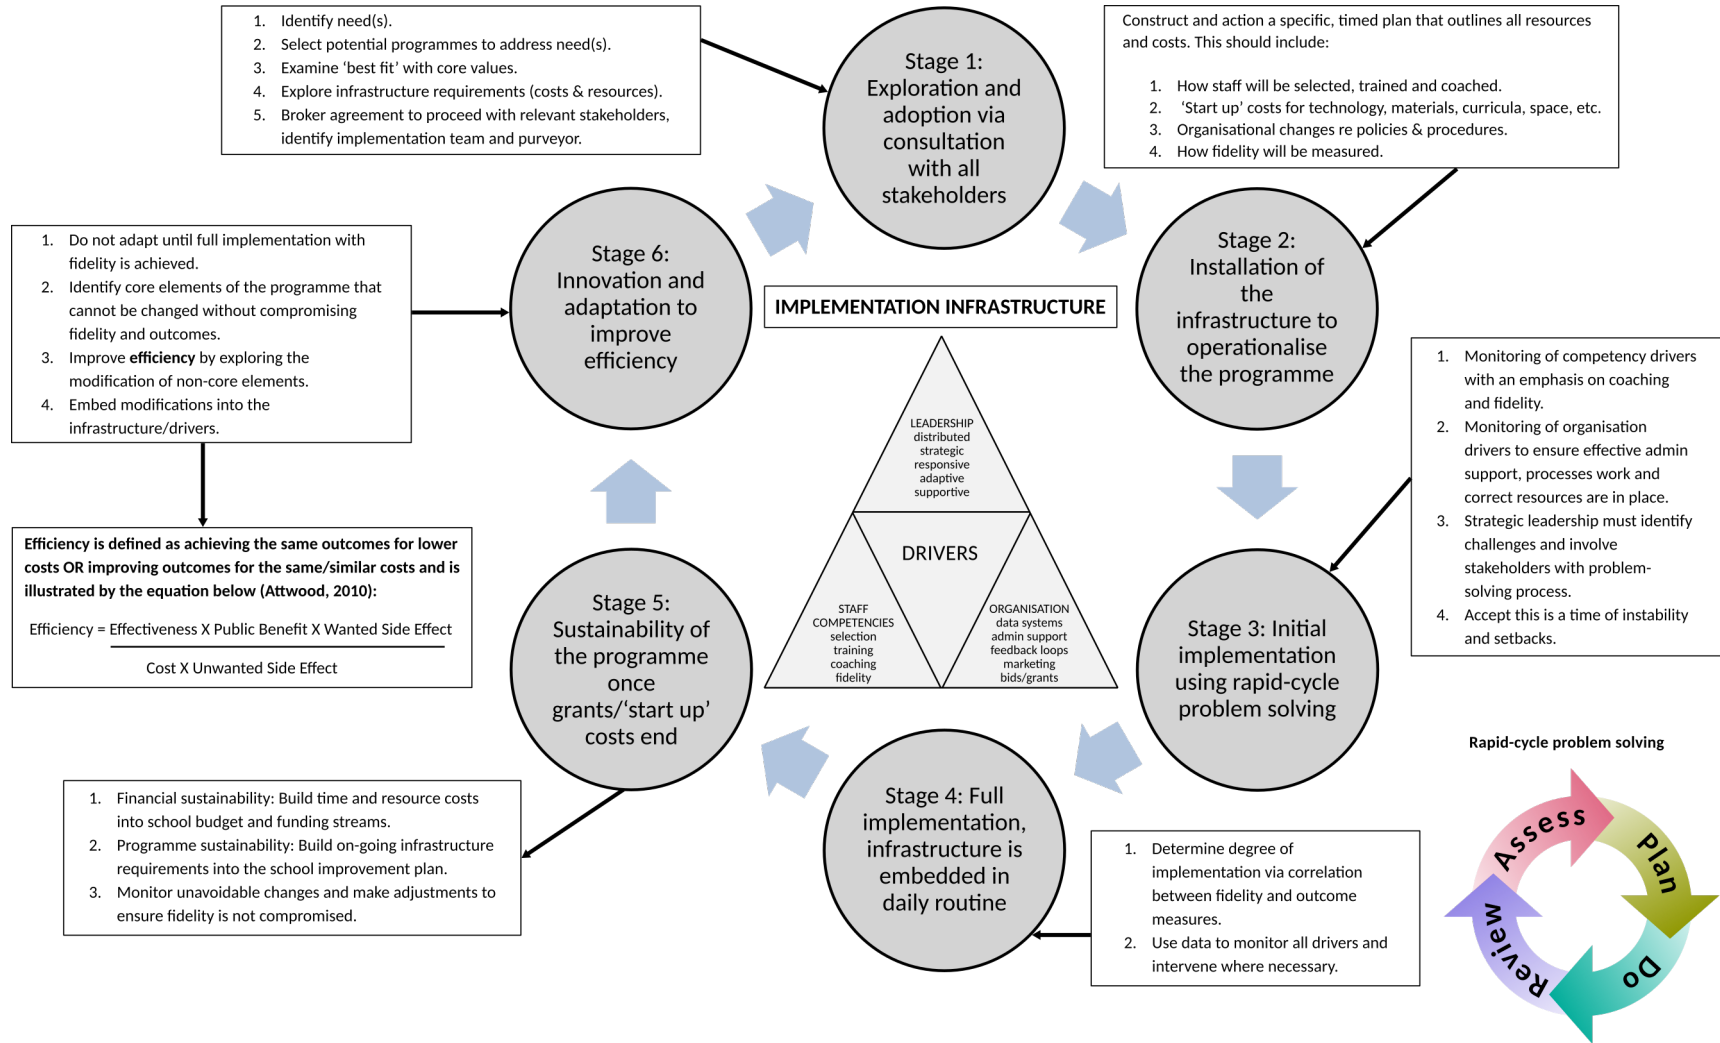 1. Identify need(s).
2. Select potential programmes to address need(s).
3. Examine ‘best fit’ with core values.
4. Explore infrastructure requirements (costs & resources).
5. Broker agreement to proceed with relevant stakeholders,
identify implementation team and purveyor.
Stage 1:
Exploration and
adoption via
consultation
with all
stakeholders
Construct and action a specific, timed plan that outlines all resources
and costs. This should include:
1. How staff will be selected, trained and coached.
2. ‘Start up’ costs for technology, materials, curricula, space, etc.
3. Organisational changes re policies & procedures.
4. How fidelity will be measured.
Stage 2:
Installation of
the
infrastructure to
operationalise
the programme
1. Monitoring of competency drivers
with an emphasis on coaching
and fidelity.
2. Monitoring of organisation
drivers to ensure effective admin
support, processes work and
correct resources are in place.
3. Strategic leadership must identify
challenges and involve
stakeholders with problem-
solving process.
4. Accept this is a time of instability
and setbacks.
Stage 3: Initial
implementation
using rapid-cycle
problem solving
Rapid-cycle problem solving
Assess
Plan
Do
Review
Stage 4: Full
implementation,
infrastructure is
embedded in
daily routine
1. Determine degree of
implementation via correlation
between fidelity and outcome
measures.
2. Use data to monitor all drivers and
intervene where necessary.
Stage 5:
Sustainability of
the programme
once
grants/‘start up’
costs end
1. Financial sustainability: Build time and resource costs
into school budget and funding streams.
2. Programme sustainability: Build on-going infrastructure
requirements into the school improvement plan.
3. Monitor unavoidable changes and make adjustments to
ensure fidelity is not compromised.
Stage 6:
Innovation and
adaptation to
improve
efficiency
1. Do not adapt until full implementation with
fidelity is achieved.
2. Identify core elements of the programme that
cannot be changed without compromising
fidelity and outcomes.
3. Improve efficiency by exploring the
modification of non-core elements.
4. Embed modifications into the
infrastructure/drivers.
Efficiency is defined as achieving the same outcomes for lower
costs OR improving outcomes for the same/similar costs and is
illustrated by the equation below (Attwood, 2010):
Efficiency = Effectiveness X Public Benefit X Wanted Side Effect
Cost X Unwanted Side Effect
IMPLEMENTATION INFRASTRUCTURE
LEADERSHIP
distributed
strategic
responsive
adaptive
supportive
DRIVERS
STAFF
COMPETENCIES
selection
training
coaching
fidelity
ORGANISATION
data systems
admin support
feedback loops
marketing
bids/grants